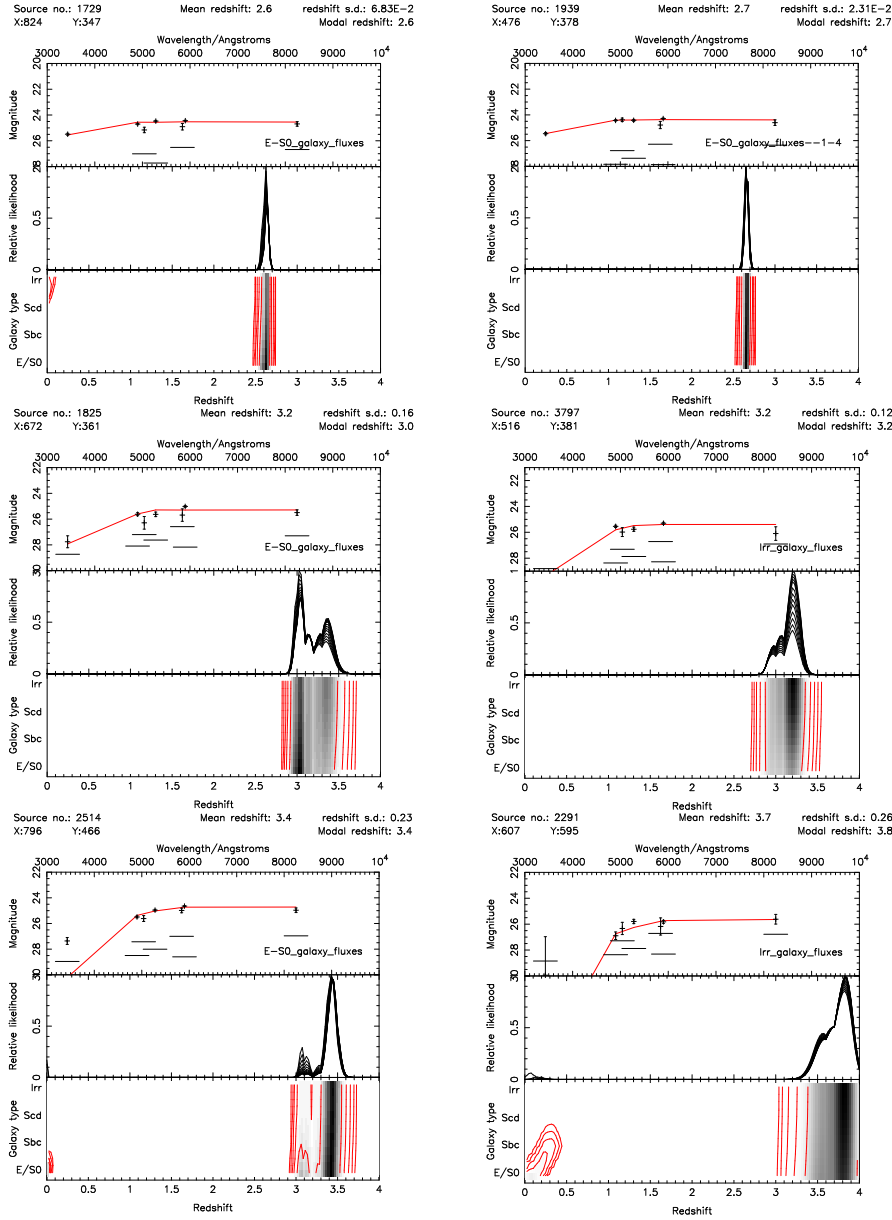 Source no.: 1729 Mean redshift: 2.6 redshift s.d.: 6.83E-2
X:824 Y:347 Modal redshift: 2.6
Wavelength/Angstroms
3000 4000 5000 6000 7000 8000 9000 10⁴
Magnitude
20 22 24 26 28
E-S0_galaxy_fluxes
Relative likelihood
0 0.5
Galaxy type
Irr
Scd
Sbc
E/S0
0 0.5 1 1.5 2 2.5 3 3.5 4
Redshift
Source no.: 1939 Mean redshift: 2.7 redshift s.d.: 2.31E-2
X:476 Y:378 Modal redshift: 2.7
Wavelength/Angstroms
3000 4000 5000 6000 7000 8000 9000 10⁴
Magnitude
20 22 24 26 28
E-S0_galaxy_fluxes--1-4
Relative likelihood
0 0.5
Galaxy type
Irr
Scd
Sbc
E/S0
0 0.5 1 1.5 2 2.5 3 3.5 4
Redshift
Source no.: 1825 Mean redshift: 3.2 redshift s.d.: 0.16
X:672 Y:361 Modal redshift: 3.0
Wavelength/Angstroms
3000 4000 5000 6000 7000 8000 9000 10⁴
Magnitude
22 24 26 28 30
E-S0_galaxy_fluxes
Relative likelihood
0 0.5
Galaxy type
Irr
Scd
Sbc
E/S0
0 0.5 1 1.5 2 2.5 3 3.5 4
Redshift
Source no.: 3797 Mean redshift: 3.2 redshift s.d.: 0.12
X:516 Y:381 Modal redshift: 3.2
Wavelength/Angstroms
3000 4000 5000 6000 7000 8000 9000 10⁴
Magnitude
22 24 26 28
Irr_galaxy_fluxes
Relative likelihood
0 0.5 1
Galaxy type
Irr
Scd
Sbc
E/S0
0 0.5 1 1.5 2 2.5 3 3.5 4
Redshift
Source no.: 2514 Mean redshift: 3.4 redshift s.d.: 0.23
X:796 Y:466 Modal redshift: 3.4
Wavelength/Angstroms
3000 4000 5000 6000 7000 8000 9000 10⁴
Magnitude
22 24 26 28 30
E-S0_galaxy_fluxes
Relative likelihood
0 0.5
Galaxy type
Irr
Scd
Sbc
E/S0
0 0.5 1 1.5 2 2.5 3 3.5 4
Redshift
Source no.: 2291 Mean redshift: 3.7 redshift s.d.: 0.26
X:607 Y:595 Modal redshift: 3.8
Wavelength/Angstroms
3000 4000 5000 6000 7000 8000 9000 10⁴
Magnitude
22 24 26 28 30
Irr_galaxy_fluxes
Relative likelihood
0 0.5
Galaxy type
Irr
Scd
Sbc
E/S0
0 0.5 1 1.5 2 2.5 3 3.5 4
Redshift